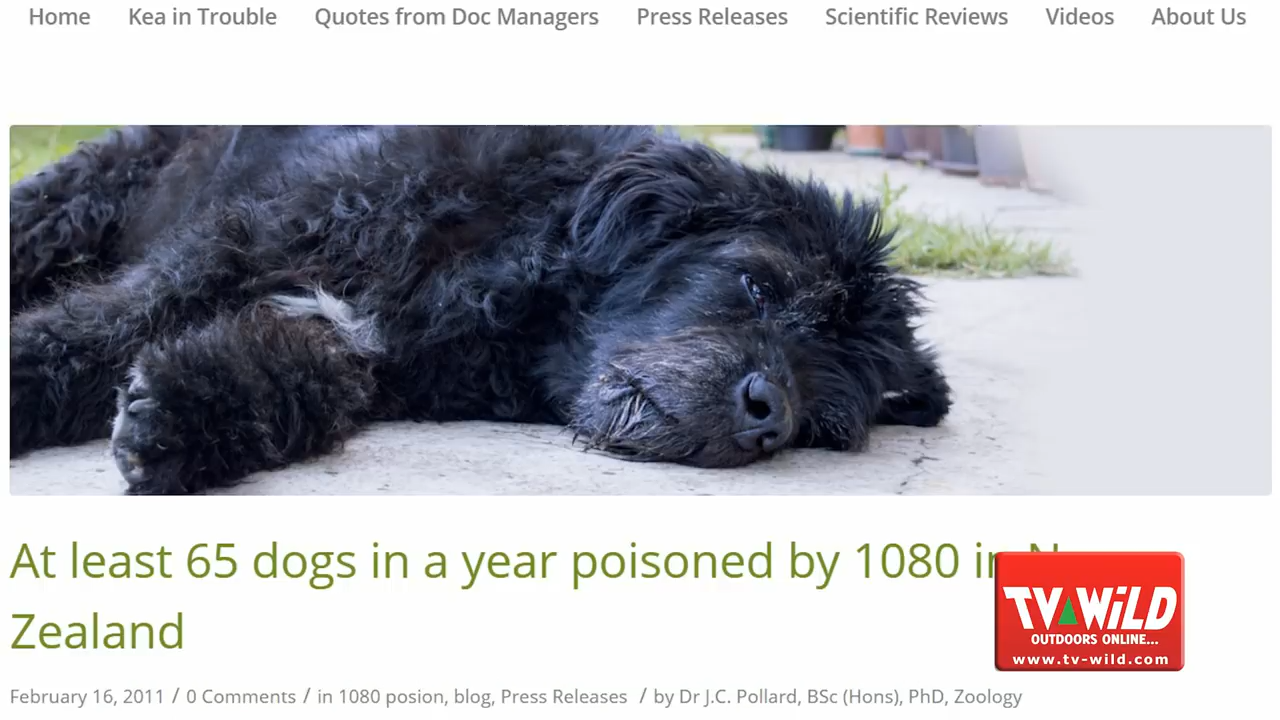 Home Kea in Trouble Quotes from Doc Managers Press Releases Scientific Reviews Videos About Us
At least 65 dogs in a year poisoned by 1080 in
Zealand
TV WiLD
OUTDOORS ONLINE...
www.tv-wild.com
February 16, 2011 / 0 Comments / in 1080 posion, blog, Press Releases / by Dr J.C. Pollard, BSc (Hons), PhD, Zoology